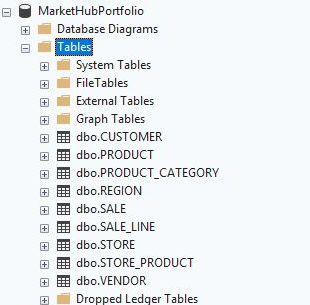 MarketHubPortfolio
Database Diagrams
Tables
System Tables
FileTables
External Tables
Graph Tables
dbo.CUSTOMER
dbo.PRODUCT
dbo.PRODUCT_CATEGORY
dbo.REGION
dbo.SALE
dbo.SALE_LINE
dbo.STORE
dbo.STORE_PRODUCT
dbo.VENDOR
Dropped Ledger Tables